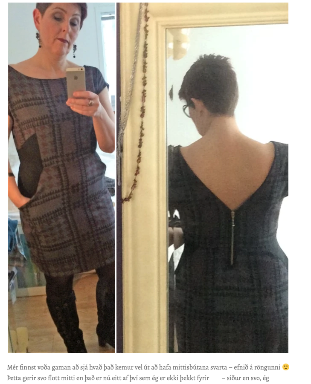 Mér finnst voða gaman að sjá hvað það kemur vel út að hafa mittisbútana svarta – efnið á röngunni 😉
Þetta gerir svo flott mitti en það er nú eitt af því sem ég er ekki þekkt fyrir – síður en svo, ég